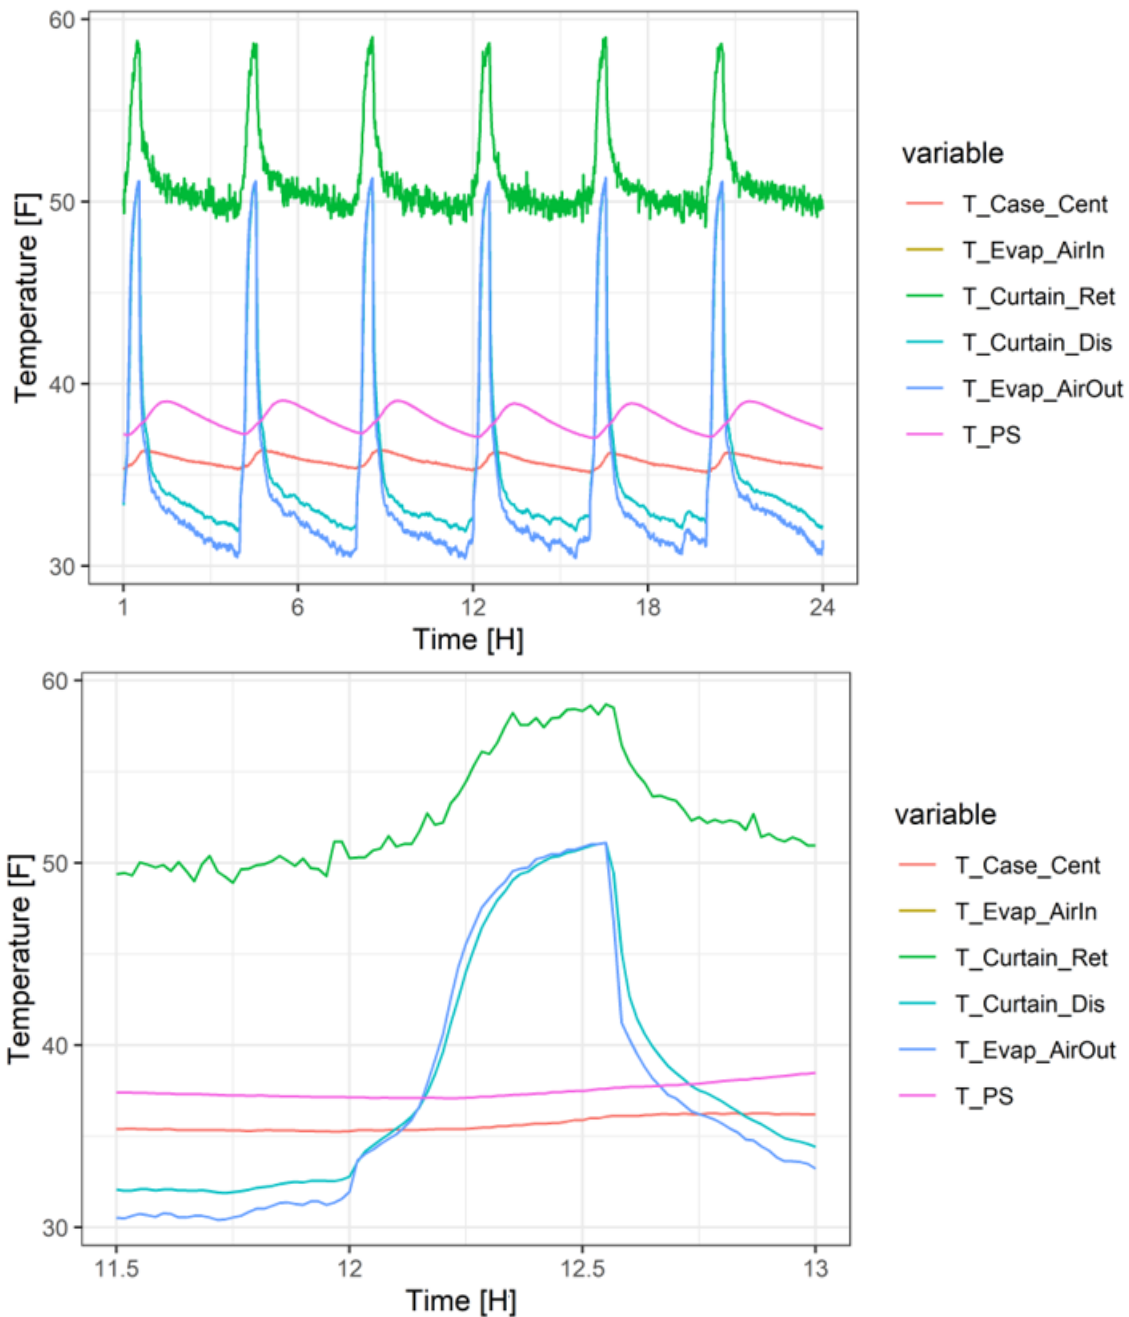 60
50
40
30
Temperature [F]
1
6
12
18
24
Time [H]
variable
T_Case_Cent
T_Evap_AirIn
T_Curtain_Ret
T_Curtain_Dis
T_Evap_AirOut
T_PS
60
50
40
30
Temperature [F]
11.5
12
12.5
13
Time [H]
variable
T_Case_Cent
T_Evap_AirIn
T_Curtain_Ret
T_Curtain_Dis
T_Evap_AirOut
T_PS